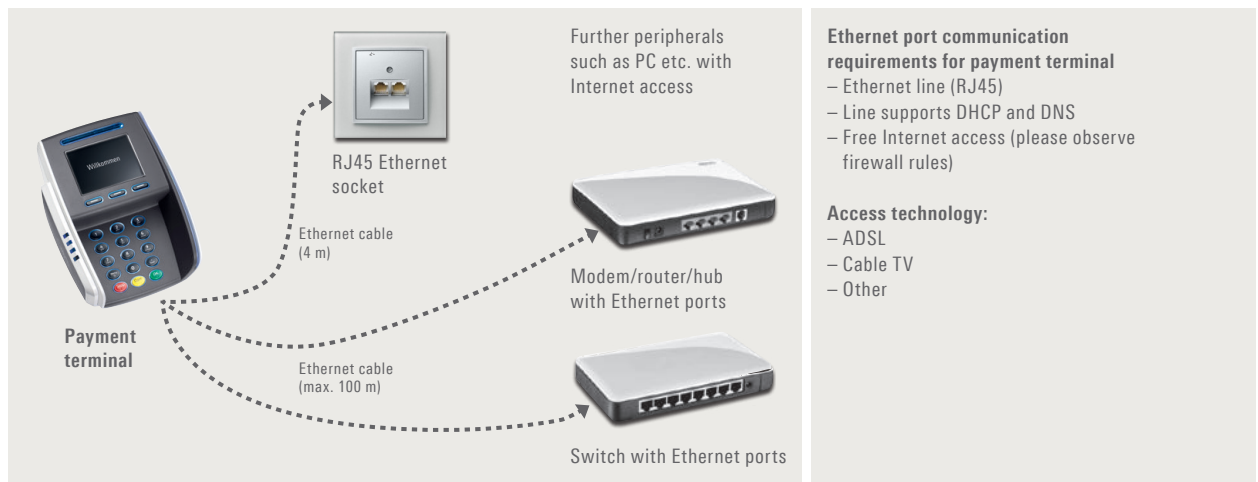 Willkommen
Payment
terminal
RJ45 Ethernet
socket
Ethernet cable
(4 m)
Ethernet cable
(max. 100 m)
Further peripherals
such as PC etc. with
Internet access
Modem/router/hub
with Ethernet ports
Switch with Ethernet ports
Ethernet port communication
requirements for payment terminal
– Ethernet line (RJ45)
– Line supports DHCP and DNS
– Free Internet access (please observe
firewall rules)
Access technology:
– ADSL
– Cable TV
– Other